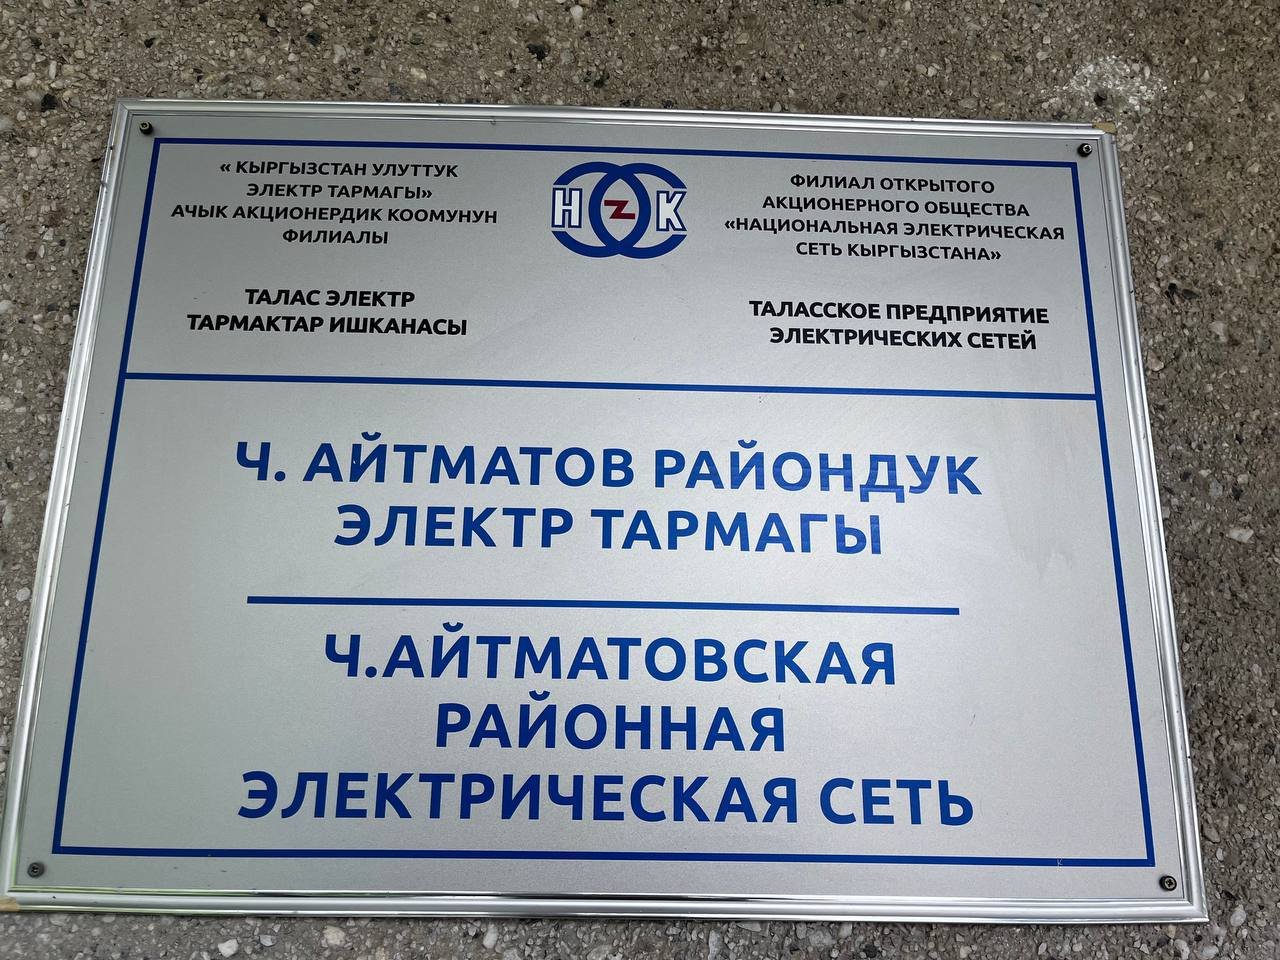 « КЫРГЫЗСТАН УЛУТТУК
ЭЛЕКТР ТАРМАГЫ»
АЧЫК АКЦИОНЕРДИК КООМУНУН
ФИЛИАЛЫ
ТАЛАС ЭЛЕКТР
ТАРМАКТАР ИШКАНАСЫ
НZК
ФИЛИАЛ ОТКРЫТОГО
АКЦИОНЕРНОГО ОБЩЕСТВА
«НАЦИОНАЛЬНАЯ ЭЛЕКТРИЧЕСКАЯ
СЕТЬ КЫРГЫЗСТАНА»
ТАЛАССКОЕ ПРЕДПРИЯТИЕ
ЭЛЕКТРИЧЕСКИХ СЕТЕЙ
Ч. АЙТМАТОВ РАЙОНДУК
ЭЛЕКТР ТАРМАГЫ
Ч.АЙТМАТОВСКАЯ
РАЙОННАЯ
ЭЛЕКТРИЧЕСКАЯ СЕТЬ